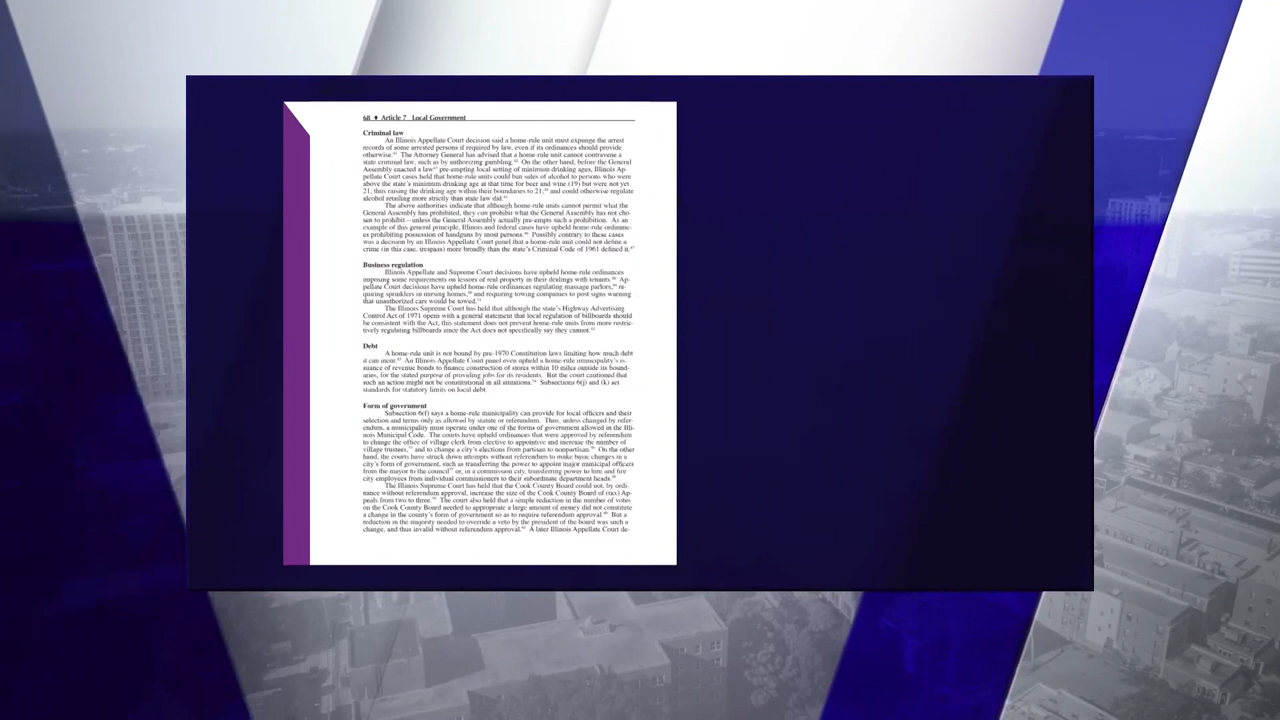 68 ♦ Article 7 Local Government
Criminal law
An Illinois Appellate Court decision said a home-rule unit must expunge the arrest
records of some arrested persons if required by law, even if its ordinances should provide
otherwise. The Attorney General has advised that a home-rule unit cannot contravene a
state criminal law, such as by authorizing gambling. On the other hand, before the General
Assembly enacted a law pre-empting local setting of minimum drinking ages, Illinois Ap-
pellate Court cases held that home-rule units could ban sales of alcohol to persons who were
above the state's minimum drinking age at that time for beer and wine (19) but were not yet
21, thus raising the drinking age within their boundaries to 21; and could otherwise regulate
alcohol retailing more strictly than state law did.
The above authorities indicate that although home-rule units cannot permit what the
General Assembly has prohibited, they can prohibit what the General Assembly has not cho-
sen to prohibit—unless the General Assembly actually pre-empts such a prohibition. As an
example of this general principle, Illinois and federal cases have upheld home-rule ordinanc-
es prohibiting possession of handguns by most persons. Possibly contrary to these cases
was a decision by an Illinois Appellate Court panel that a home-rule unit could not define a
crime (in this case, trespass) more broadly than the state's Criminal Code of 1961 defined it.
Business regulation
Illinois Appellate and Supreme Court decisions have upheld home-rule ordinances
imposing some requirements on lessors of real property in their dealings with tenants. Ap-
pellate Court decisions have upheld home-rule ordinances regulating massage parlors, re-
quiring sprinklers in nursing homes, and requiring towing companies to post signs warning
that unauthorized cars would be towed.
The Illinois Supreme Court has held that although the state's Highway Advertising
Control Act of 1971 opens with a general statement that local regulation of billboards should
be consistent with the Act, this statement does not prevent home-rule units from more restric-
tively regulating billboards since the Act does not specifically say they cannot.
Debt
A home-rule unit is not bound by pre-1970 Constitution laws limiting how much debt
it can incur. An Illinois Appellate Court panel even upheld a home-rule municipality's is-
suance of revenue bonds to finance construction of stores within 10 miles outside its bound-
aries, for the stated purpose of providing jobs for its residents. But the court cautioned that
such an action might not be constitutional in all situations. Subsections 6(j) and (k) set
standards for statutory limits on local debt.
Form of government
Subsection 6(f) says a home-rule municipality can provide for local officers and their
selection and terms only as allowed by statute or referendum. Thus, unless changed by refer-
endum, a municipality must operate under one of the forms of government allowed in the Illi-
nois Municipal Code. The courts have upheld ordinances that were approved by referendum
to change the office of village clerk from elective to appointive and increase the number of
village trustees, and to change a city's elections from partisan to nonpartisan. On the other
hand, the courts have struck down attempts without referendum to make basic changes in a
city's form of government, such as transferring the power to appoint major municipal officers
from the mayor to the council or, in a commission city, transferring power to hire and fire
city employees from individual commissioners to their subordinate department heads.
The Illinois Supreme Court has held that the Cook County Board could not, by ordi-
nance without referendum approval, increase the size of the Cook County Board of (tax) Ap-
peals from two to three. The court also held that a simple reduction in the number of votes
on the Cook County Board needed to appropriate a large amount of money did not constitute
a change in the county's form of government so as to require referendum approval. But a
reduction in the majority needed to override a veto by the president of the board was such a
change, and thus invalid without referendum approval. A later Illinois Appellate Court de-